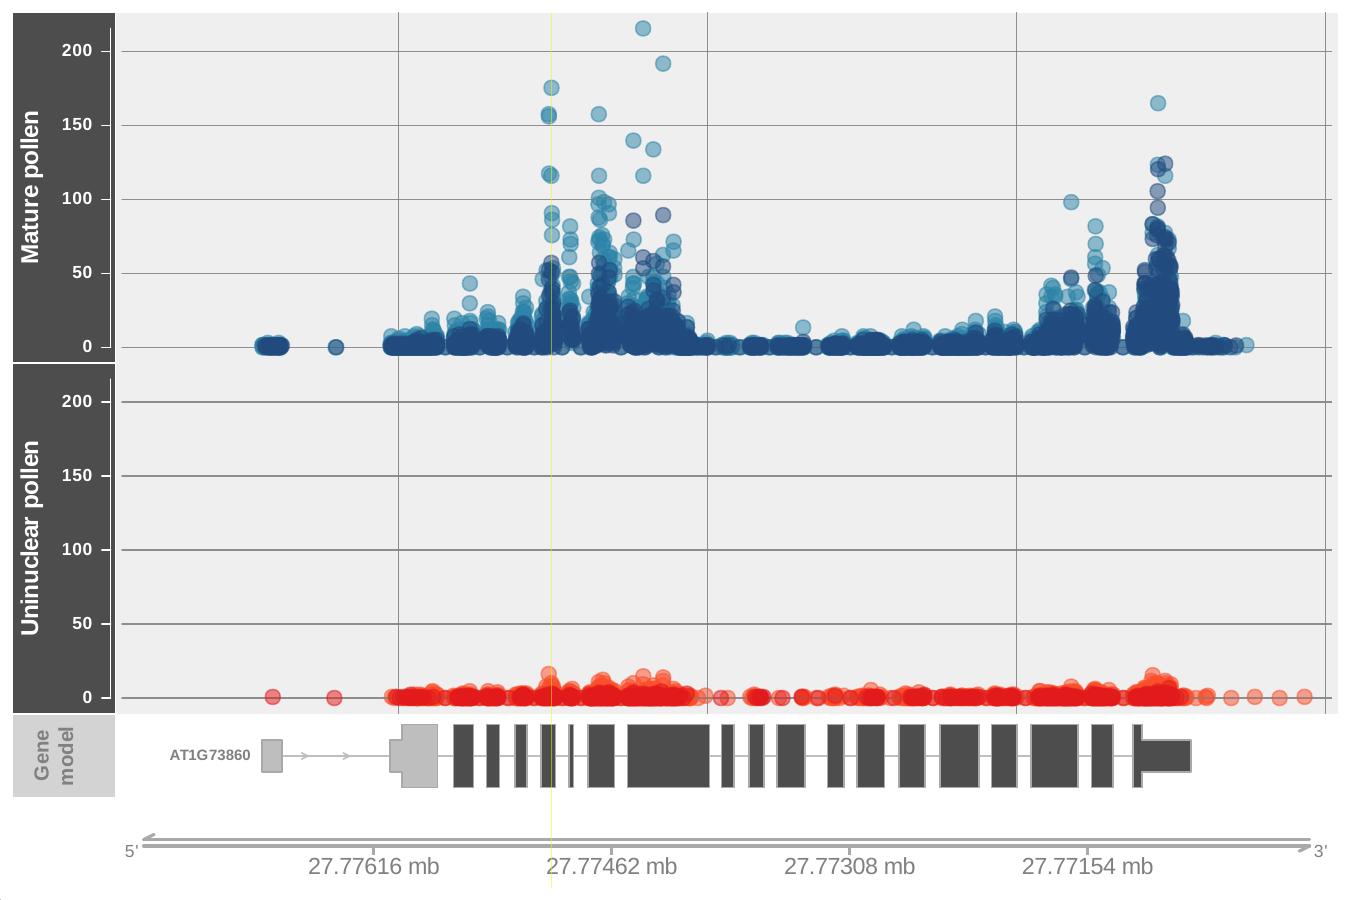 Mature pollen
200
150
100
50
0
Uninuclear pollen
200
150
100
50
0
Gene
model
AT1G73860
5'
3'
27.77616 mb
27.77462 mb
27.77308 mb
27.77154 mb